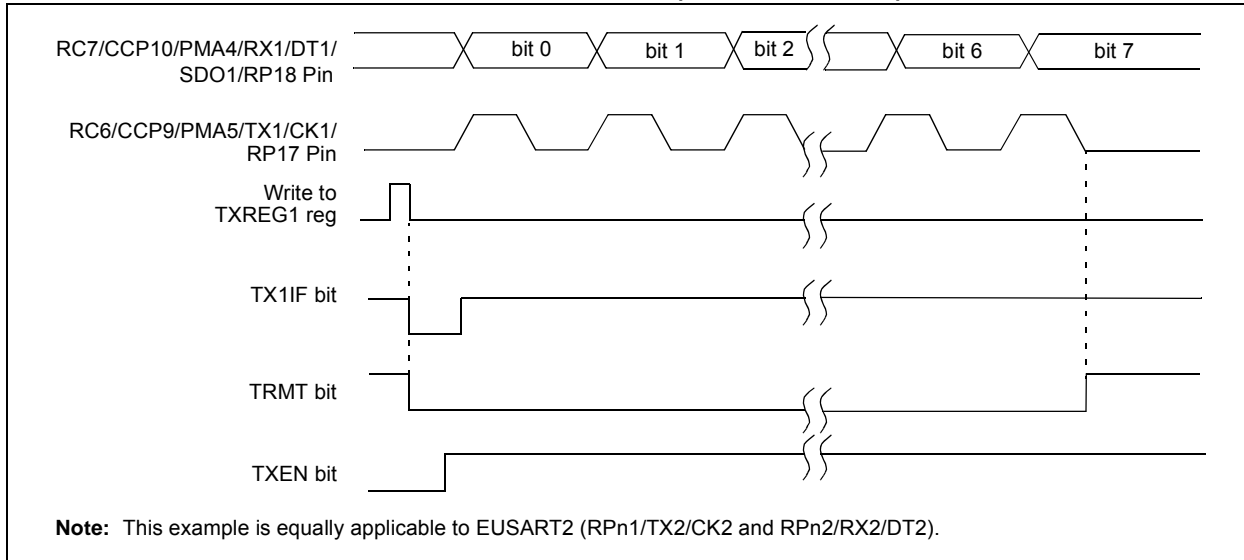 RC7/CCP10/PMA4/RX1/DT1/
SDO1/RP18 Pin
bit 0
bit 1
bit 2
bit 6
bit 7
RC6/CCP9/PMA5/TX1/CK1/
RP17 Pin
Write to
TXREG1 reg
TX1IF bit
TRMT bit
TXEN bit
Note: This example is equally applicable to EUSART2 (RPn1/TX2/CK2 and RPn2/RX2/DT2).